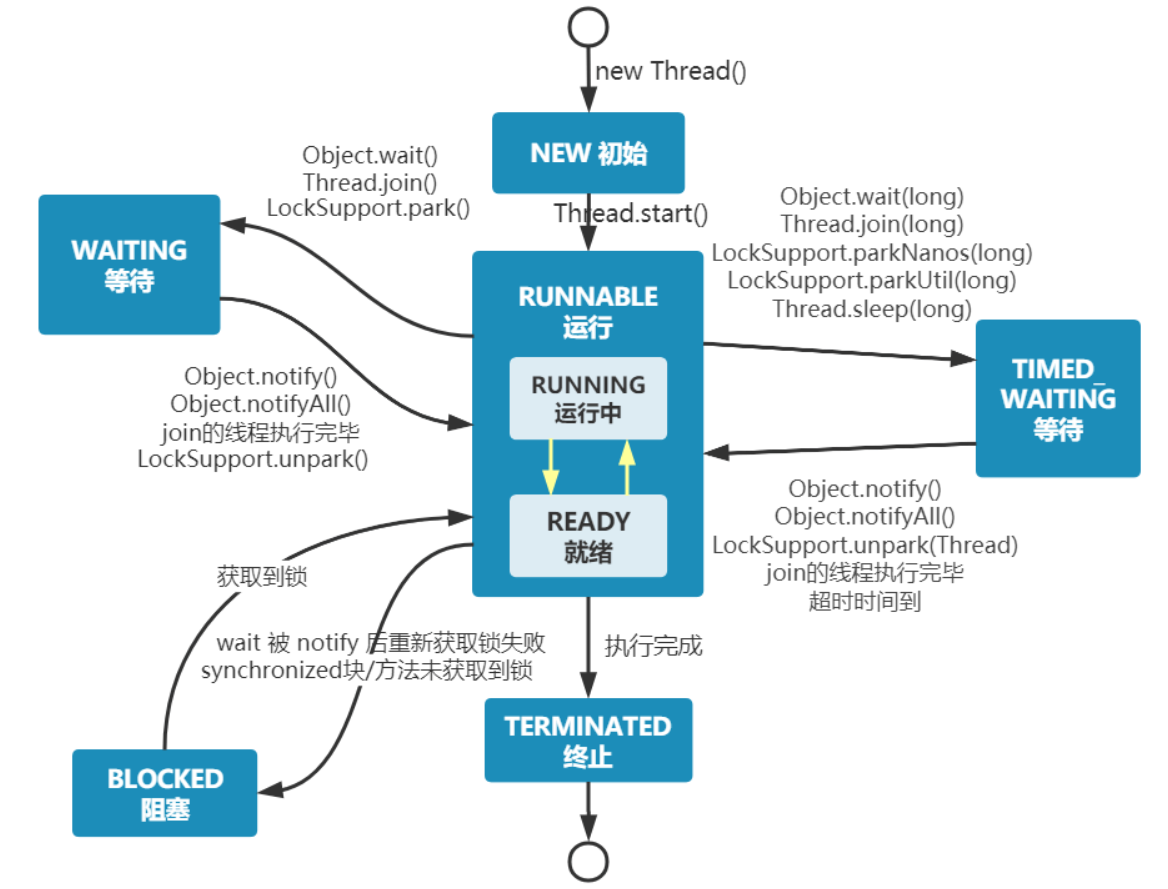 new Thread()
NEW 初始
Thread.start()
Object.wait()
Thread.join()
LockSupport.park()
WAITING
等待
Object.notify()
Object.notifyAll()
join的线程执行完毕
LockSupport.unpark()
RUNNABLE
运行
RUNNING
运行中
READY
就绪
Object.wait(long)
Thread.join(long)
LockSupport.parkNanos(long)
LockSupport.parkUtil(long)
Thread.sleep(long)
TIMED_
WAITING
等待
Object.notify()
Object.notifyAll()
LockSupport.unpark(Thread)
join的线程执行完毕
超时时间到
获取到锁
wait 被 notify 后重新获取锁失败
synchronized块/方法未获取到锁
BLOCKED
阻塞
执行完成
TERMINATED
终止